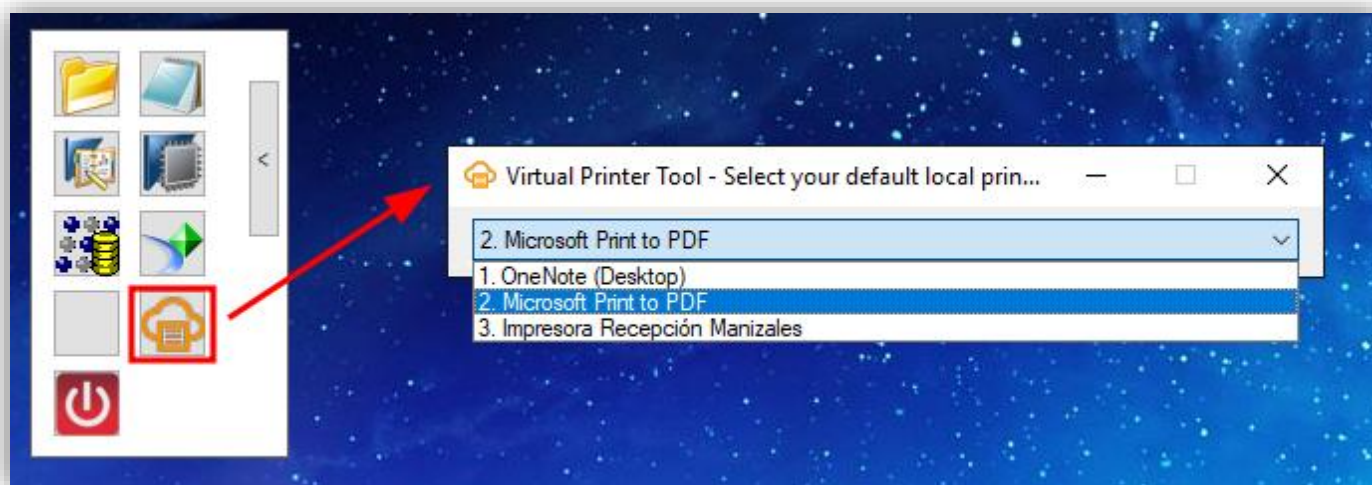 <
Virtual Printer Tool - Select your default local prin...
2. Microsoft Print to PDF
1. OneNote (Desktop)
2. Microsoft Print to PDF
3. Impresora Recepción Manizales